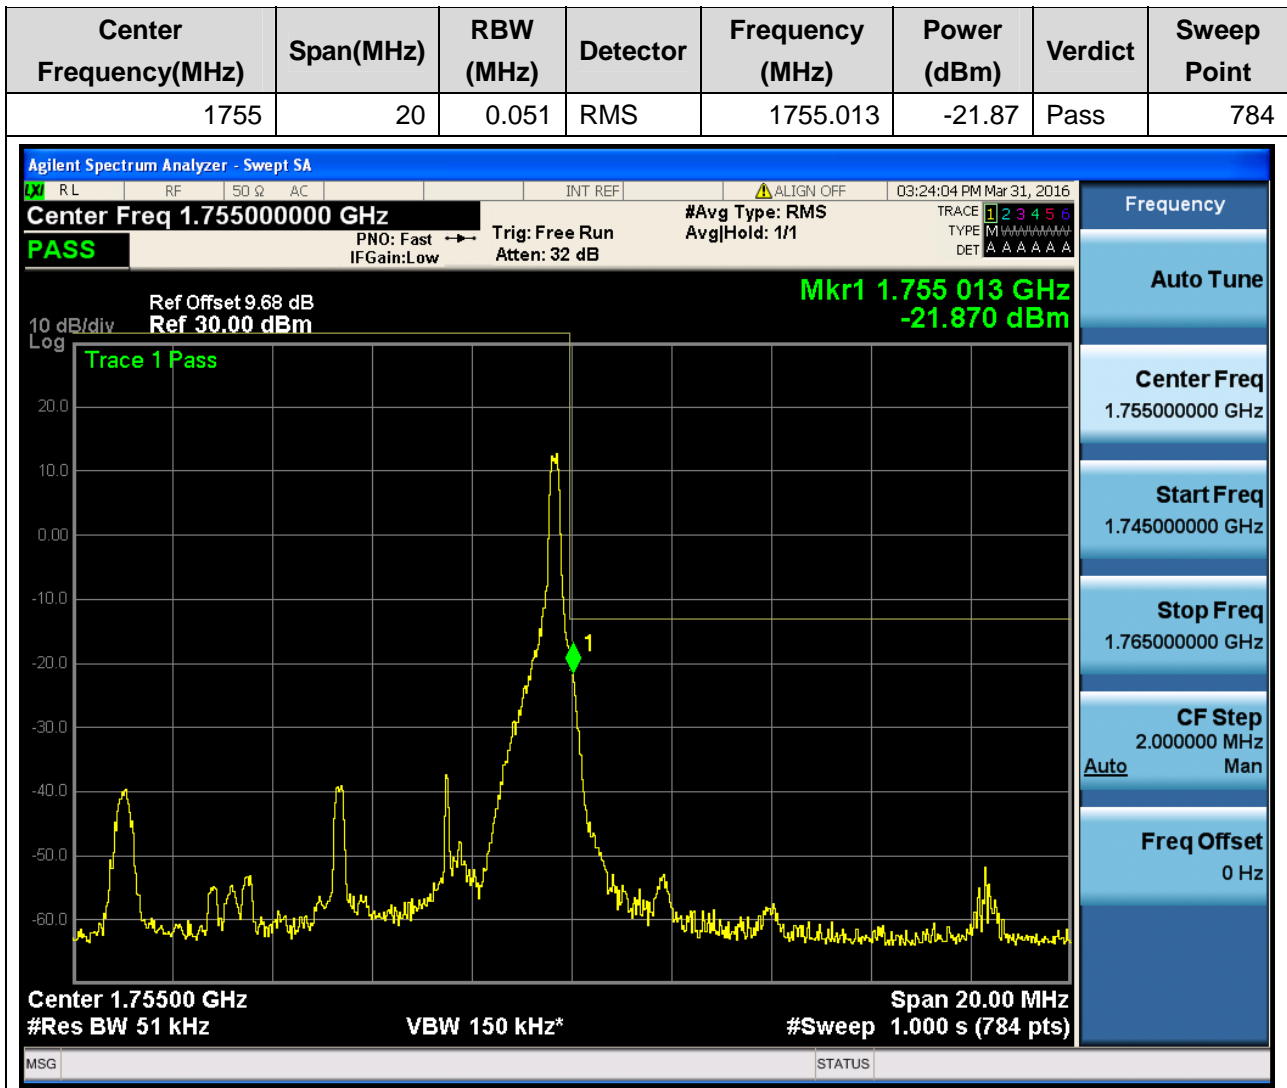 Center Frequency(MHz) Span(MHz) RBW (MHz) Detector Frequency (MHz) Power (dBm) Verdict Sweep Point
1755 20 0.051 RMS 1755.013 -21.87 Pass 784
Agilent Spectrum Analyzer - Swept SA
LXI RL RF 50 Ω AC INT REF ALIGN OFF 03:24:04 PM Mar 31, 2016
Center Freq 1.755000000 GHz
PASS
PNO: Fast
IFGain:Low
Trig: Free Run
Atten: 32 dB
#Avg Type: RMS
Avg|Hold: 1/1
TRACE 1 2 3 4 5 6
TYPE M WWWWW
DET A A A A A A
Mkr1 1.755 013 GHz
-21.870 dBm
Ref Offset 9.68 dB
10 dB/div Ref 30.00 dBm
Log
Trace 1 Pass
20.0
10.0
0.00
-10.0
1
-20.0
-30.0
-40.0
-50.0
-60.0
Center 1.75500 GHz Span 20.00 MHz
#Res BW 51 kHz VBW 150 kHz* #Sweep 1.000 s (784 pts)
MSG STATUS
Frequency
Auto Tune
Center Freq
1.755000000 GHz
Start Freq
1.745000000 GHz
Stop Freq
1.765000000 GHz
CF Step
2.000000 MHz
Auto Man
Freq Offset
0 Hz